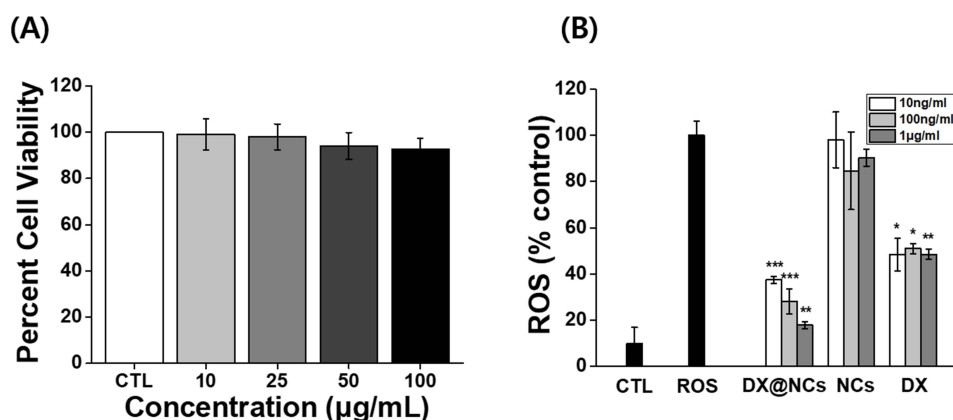 (A)
120
100
80
60
40
20
0
Percent Cell Viability
CTL 10 25 50 100
Concentration (µg/mL)
(B)
120
100
80
60
40
20
0
ROS (% control)
10ng/ml
100ng/ml
1µg/ml
*** *** **
* * **
CTL ROS DX@NCs NCs DX